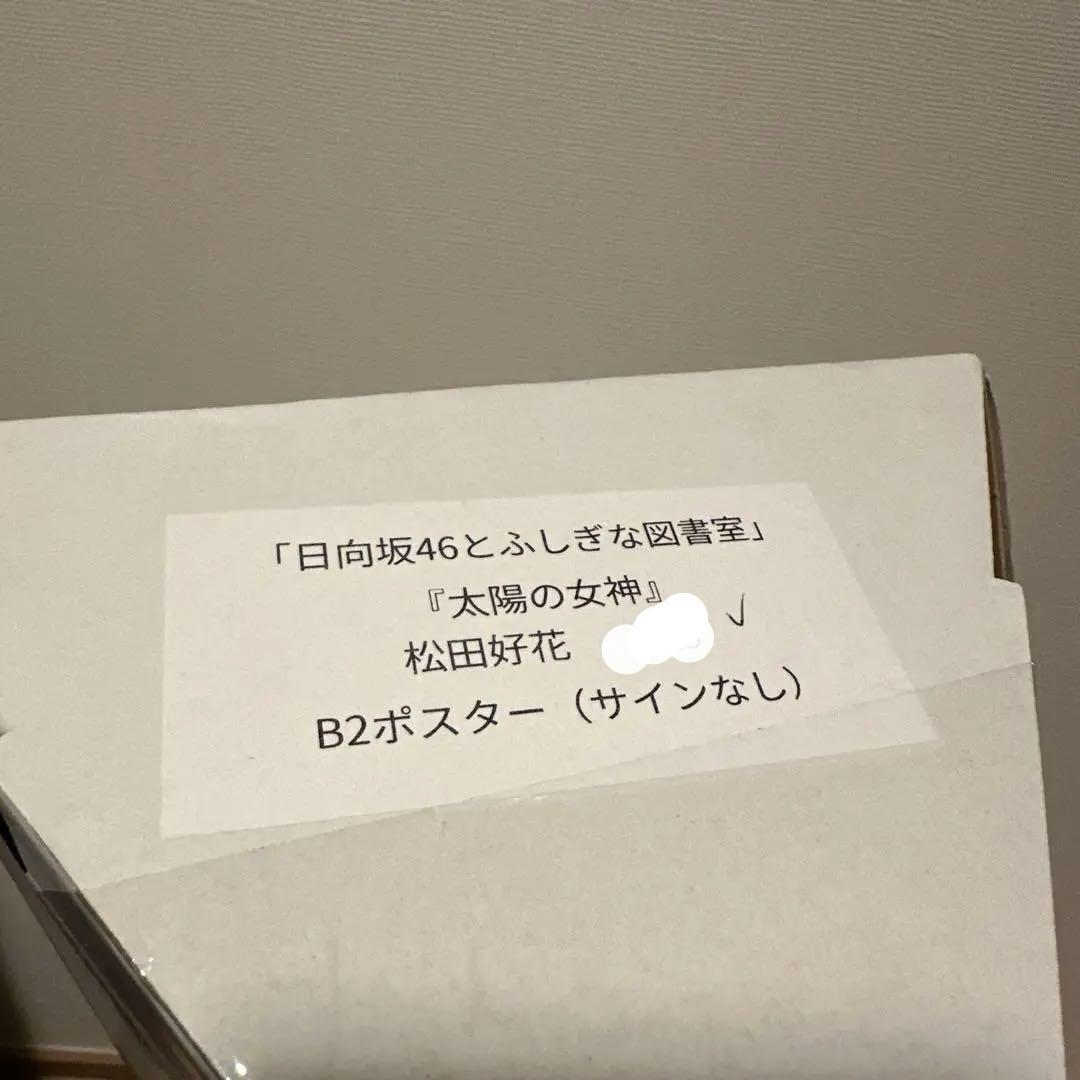 「日向坂46とふしぎな図書室」
『太陽の女神』
松田好花
B2ポスター（サインなし）